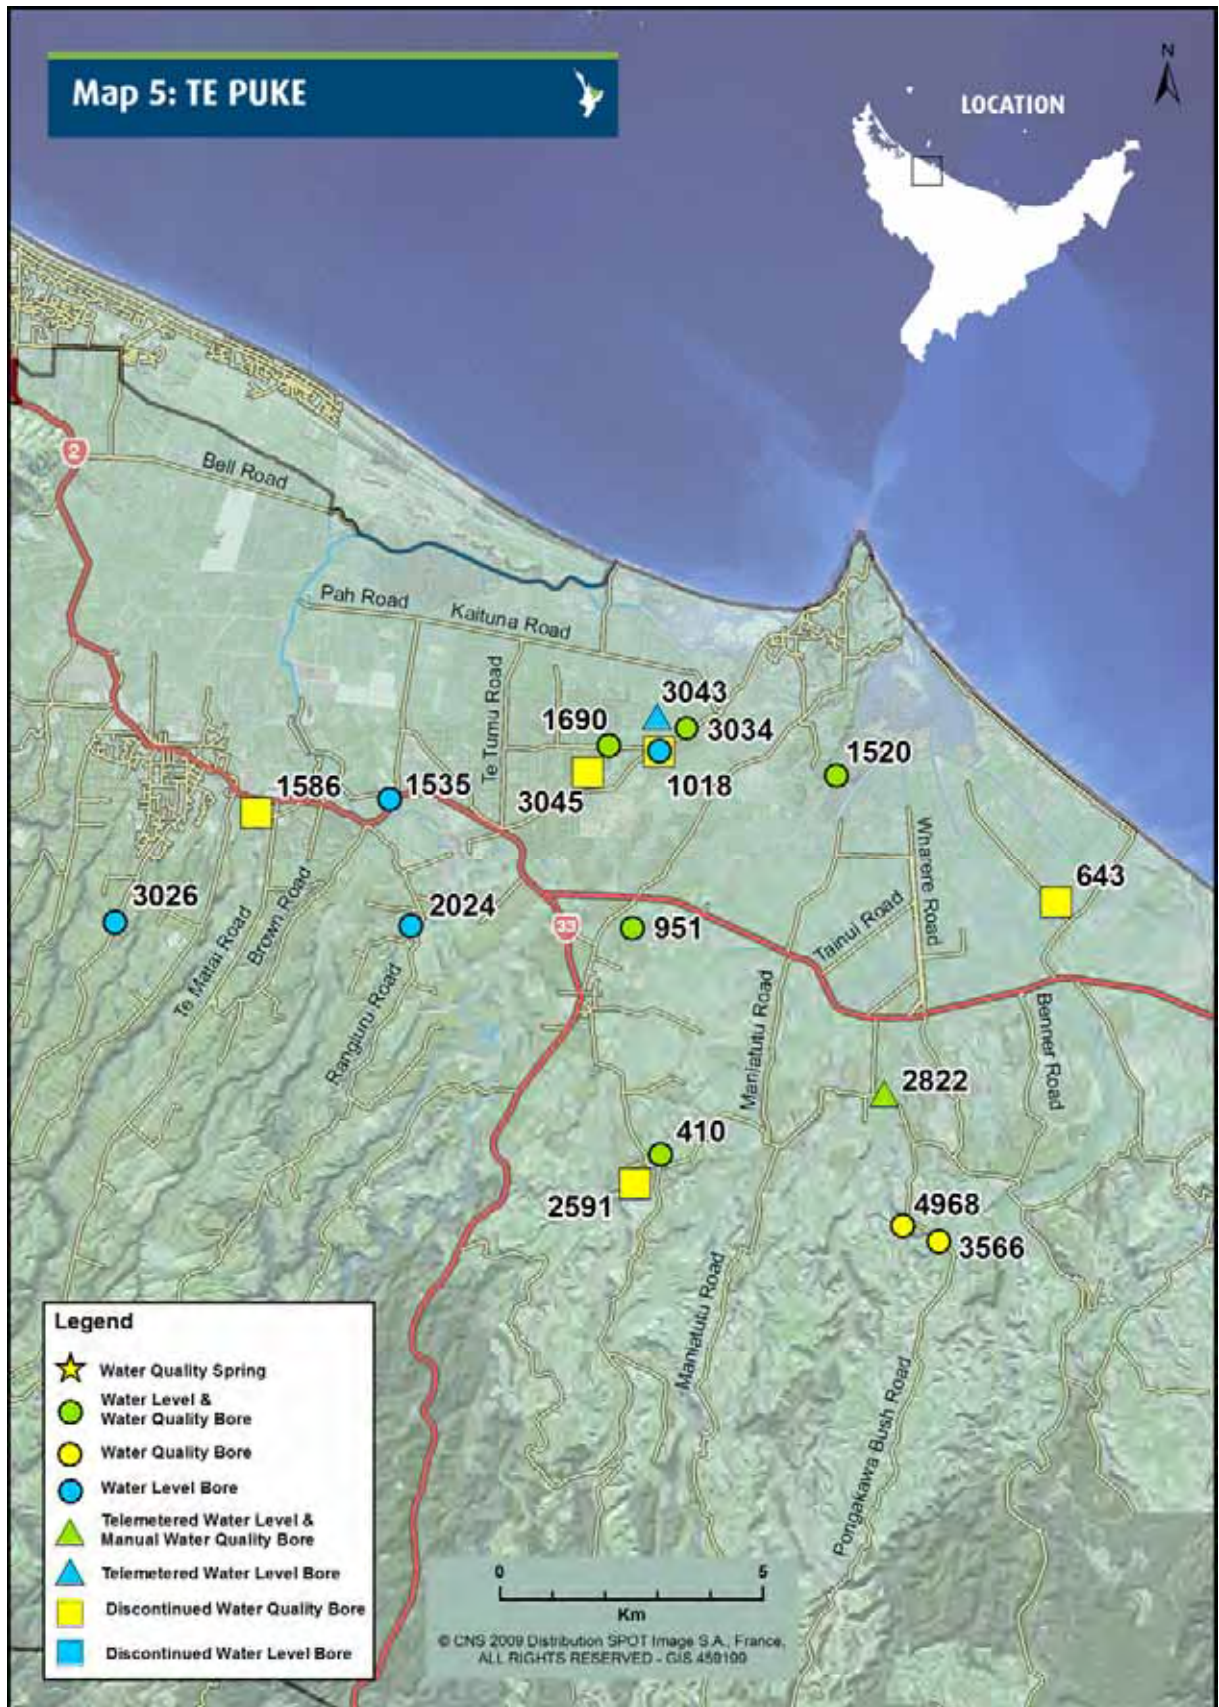 Map 5: TE PUKE
N
LOCATION
2
Bell Road
Pah Road
Kaituna Road
Te Tumu Road
3043
1690
3034
1520
1586
1535
3045
1018
Wharere Road
643
3026
2024
951
Tainui Road
33
Te Matai Road
Brown Road
Rangiuru Road
Maniatutu Road
Benner Road
2822
410
2591
4968
3566
Maniatutu Road
Pongakawa Bush Road
Legend
Water Quality Spring
Water Level &
Water Quality Bore
Water Quality Bore
Water Level Bore
Telemetered Water Level &
Manual Water Quality Bore
Telemetered Water Level Bore
Discontinued Water Quality Bore
Discontinued Water Level Bore
0 5
Km
© CNS 2009 Distribution SPOT Image S.A., France,
ALL RIGHTS RESERVED - GIS 459199